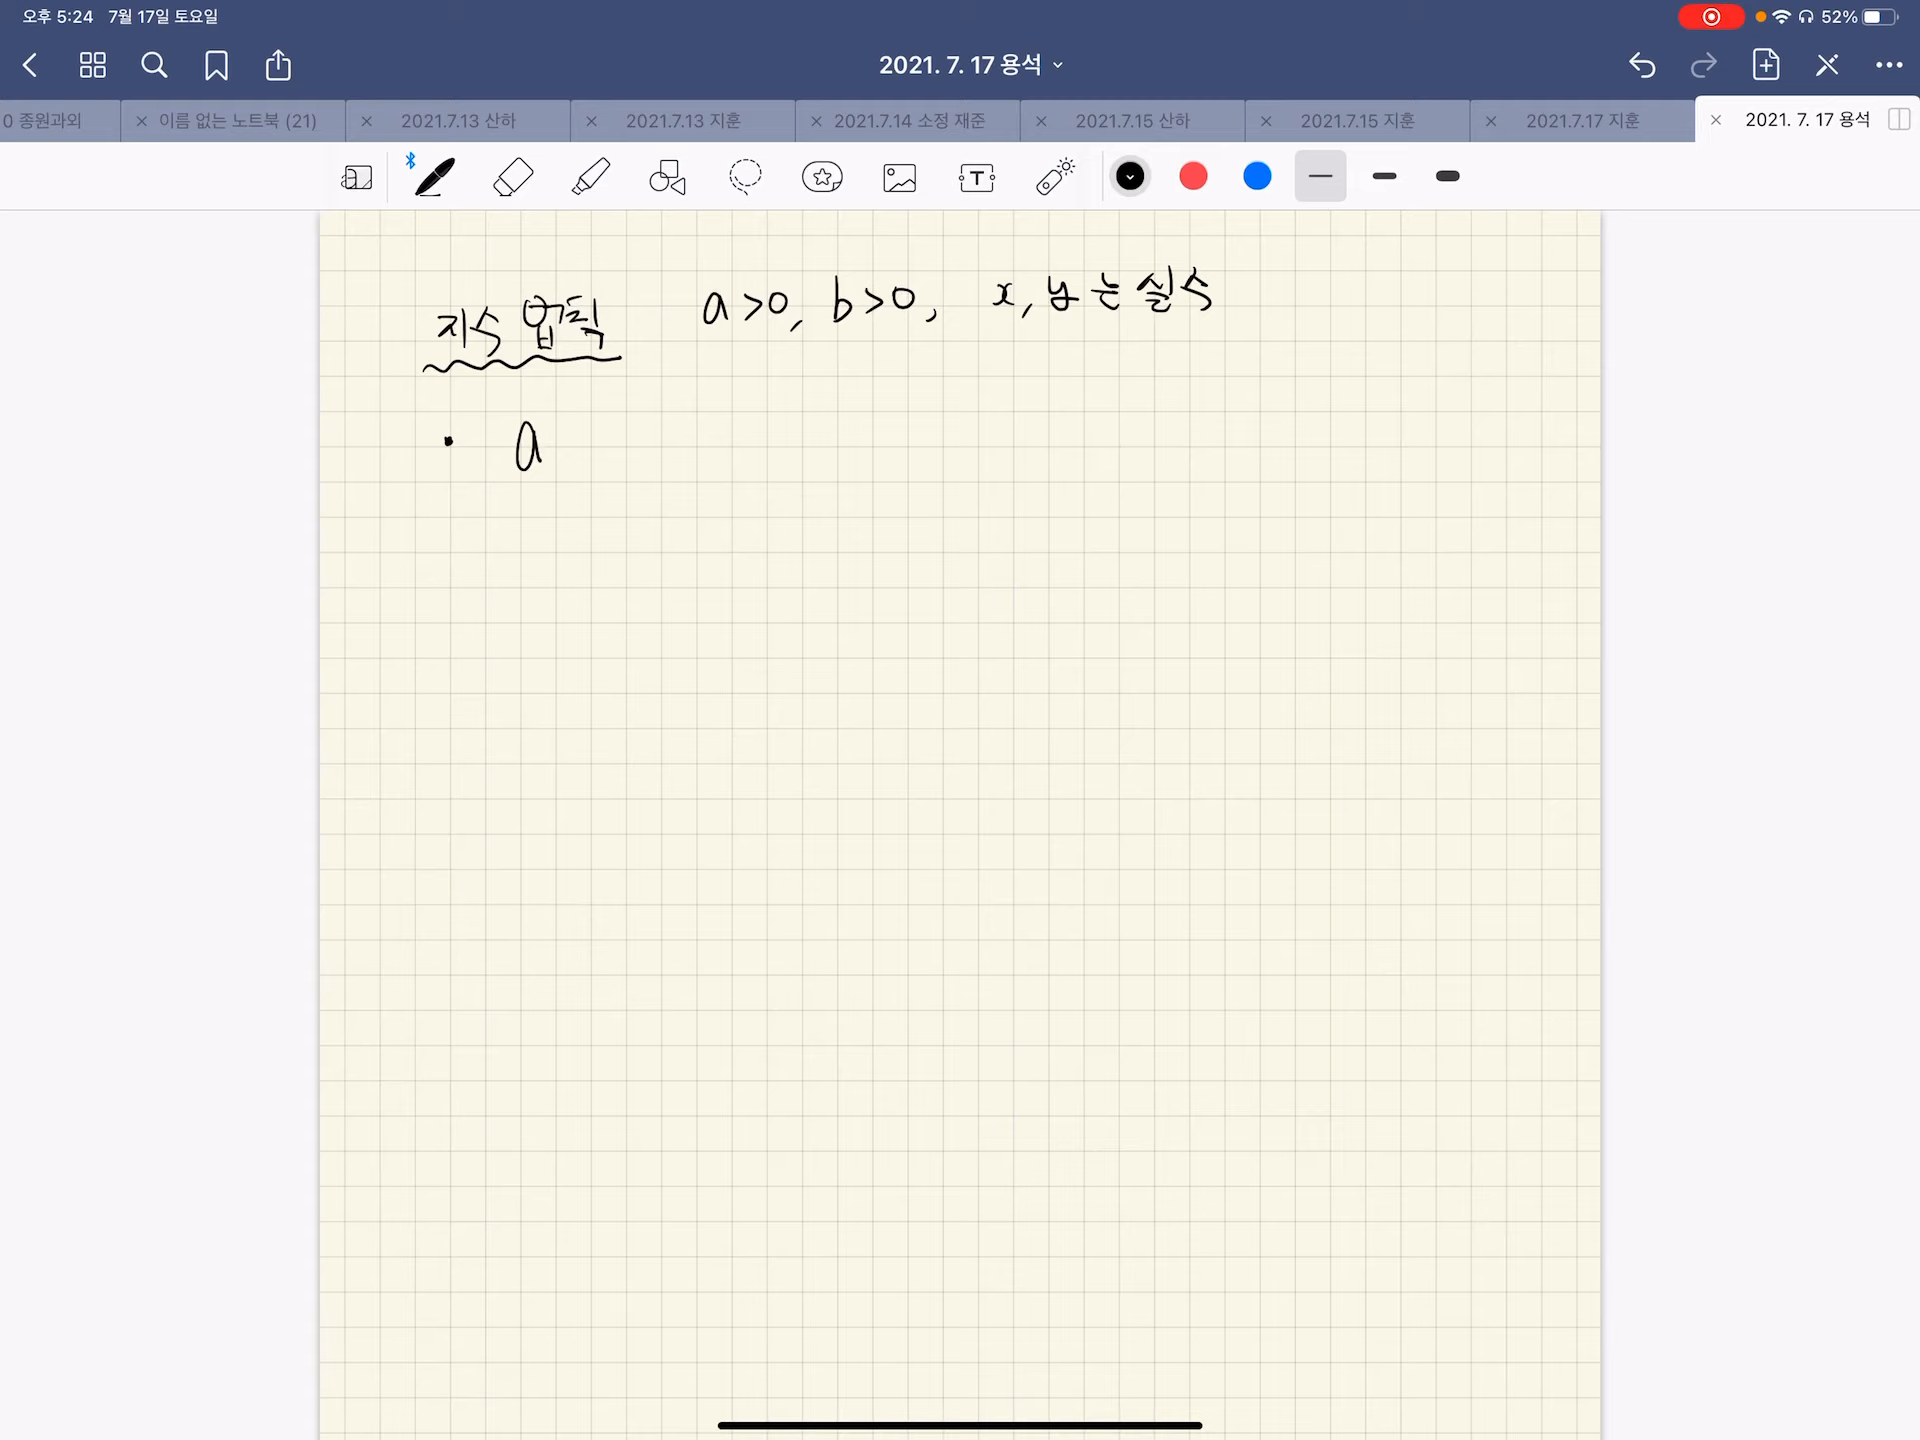 오후 5:24 7월 17일 토요일 52%
2021. 7. 17 용석
0 종원과외 이름 없는 노트북 (21) 2021.7.13 산하 2021.7.13 지훈 2021.7.14 소정 재준 2021.7.15 산하 2021.7.15 지훈 2021.7.17 지훈 2021. 7. 17 용석
지수 법칙 a>0, b>0, x, y는 실수
· a